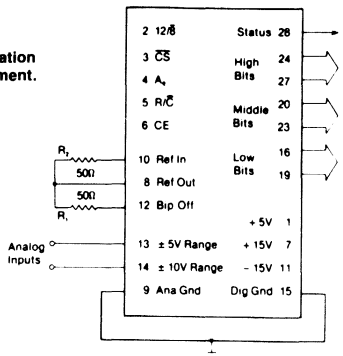 ation
ment.
2 12/8̅
3 C̅S̅
4 A₀
5 R/C̅
6 CE
10 Ref In
8 Ref Out
12 Bip Off
13 ± 5V Range
14 ± 10V Range
9 Ana Gnd
Status 28
High Bits 24
27
Middle Bits 20
23
Low Bits 16
19
+ 5V 1
+ 15V 7
− 15V 11
Dig Gnd 15
R₂
50Ω
50Ω
R₁
Analog
Inputs